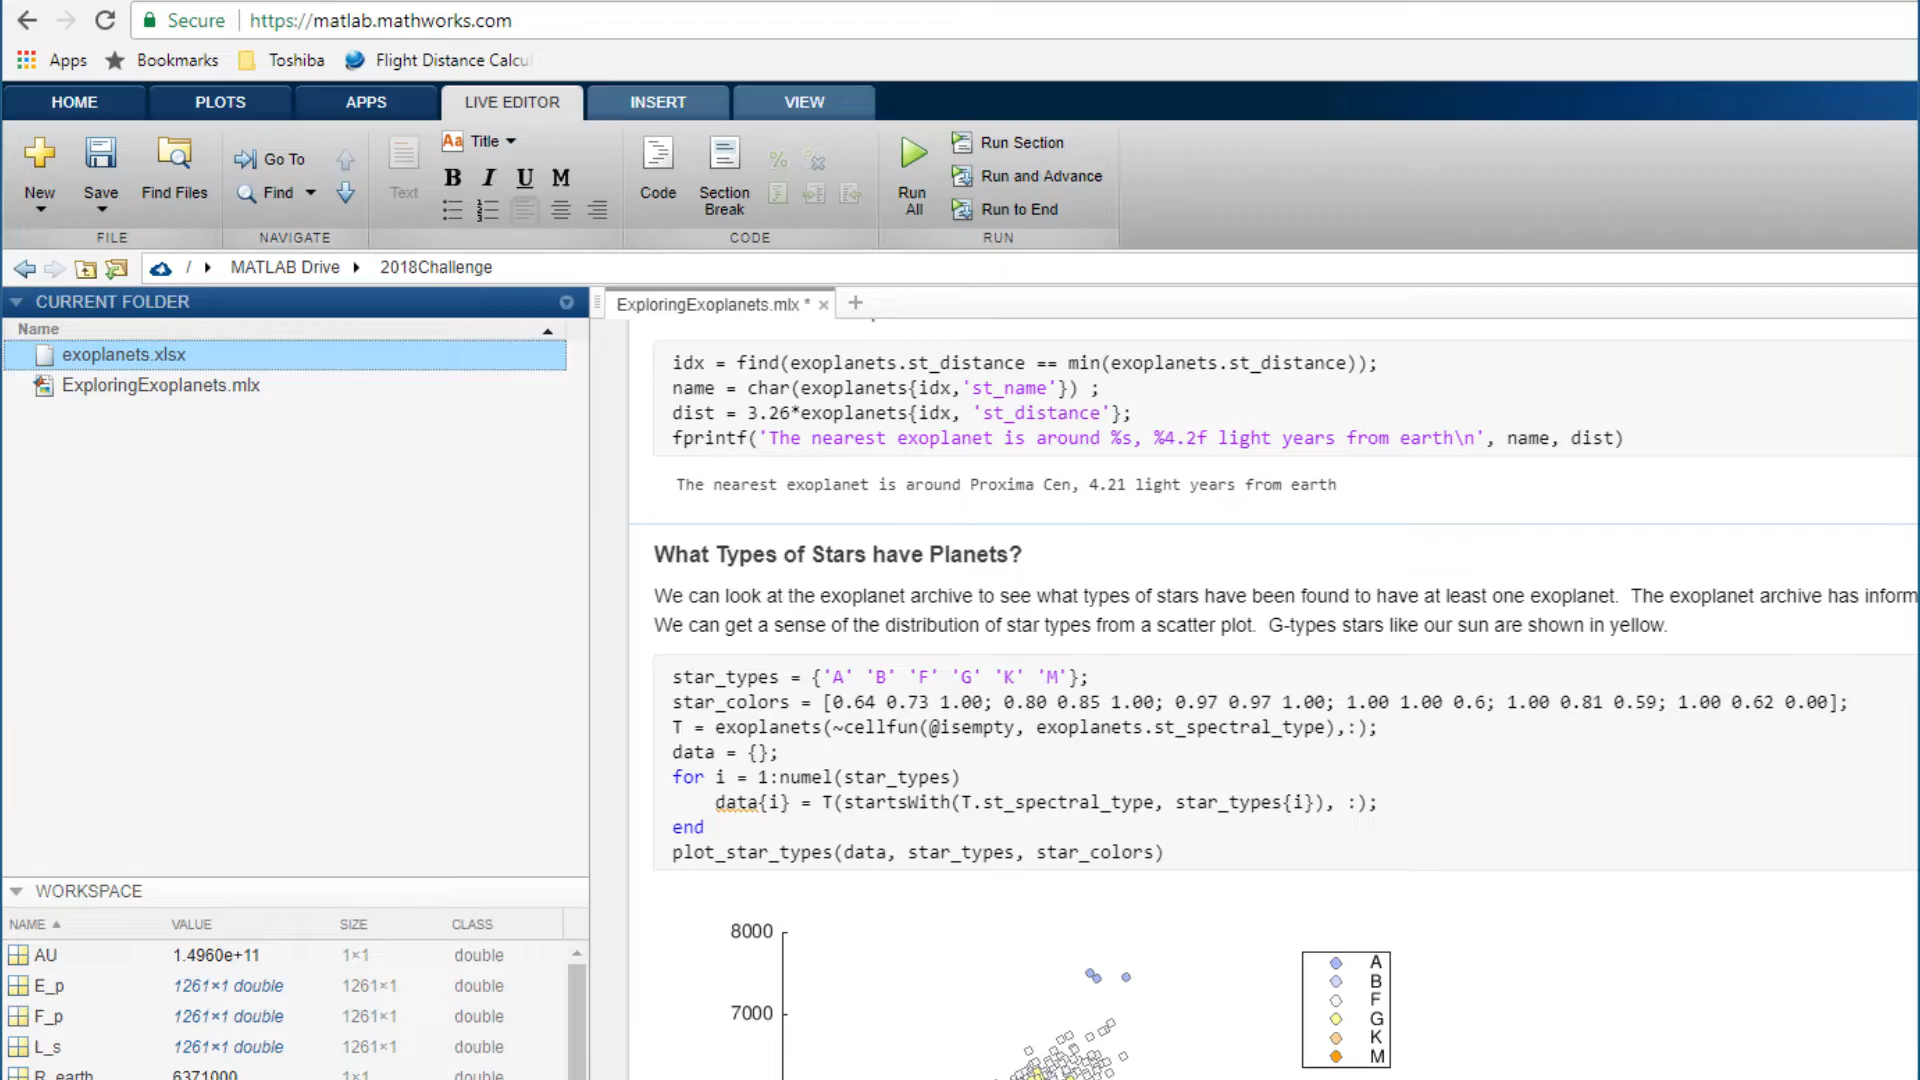 Secure https://matlab.mathworks.com
Apps Bookmarks Toshiba Flight Distance Calcu
HOME PLOTS APPS LIVE EDITOR INSERT VIEW
New Save Find Files
Go To
Find
Text
Aa Title
B I U M
Code Section Break
Run All
Run Section
Run and Advance
Run to End
FILE NAVIGATE CODE RUN
/ MATLAB Drive 2018Challenge
CURRENT FOLDER
Name
exoplanets.xlsx
ExploringExoplanets.mlx
ExploringExoplanets.mlx *
idx = find(exoplanets.st_distance == min(exoplanets.st_distance));
name = char(exoplanets{idx,'st_name'}) ;
dist = 3.26*exoplanets{idx, 'st_distance'};
fprintf('The nearest exoplanet is around %s, %4.2f light years from earth\n', name, dist)
The nearest exoplanet is around Proxima Cen, 4.21 light years from earth
What Types of Stars have Planets?
We can look at the exoplanet archive to see what types of stars have been found to have at least one exoplanet. The exoplanet archive has inform
We can get a sense of the distribution of star types from a scatter plot. G-types stars like our sun are shown in yellow.
star_types = {'A' 'B' 'F' 'G' 'K' 'M'};
star_colors = [0.64 0.73 1.00; 0.80 0.85 1.00; 0.97 0.97 1.00; 1.00 1.00 0.6; 1.00 0.81 0.59; 1.00 0.62 0.00];
T = exoplanets(~cellfun(@isempty, exoplanets.st_spectral_type),:);
data = {};
for i = 1:numel(star_types)
data{i} = T(startsWith(T.st_spectral_type, star_types{i}), :);
end
plot_star_types(data, star_types, star_colors)
8000
7000
A
B
F
G
K
M
WORKSPACE
NAME VALUE SIZE CLASS
AU 1.4960e+11 1×1 double
E_p 1261×1 double 1261×1 double
F_p 1261×1 double 1261×1 double
L_s 1261×1 double 1261×1 double
R_earth 6371000 1×1 double